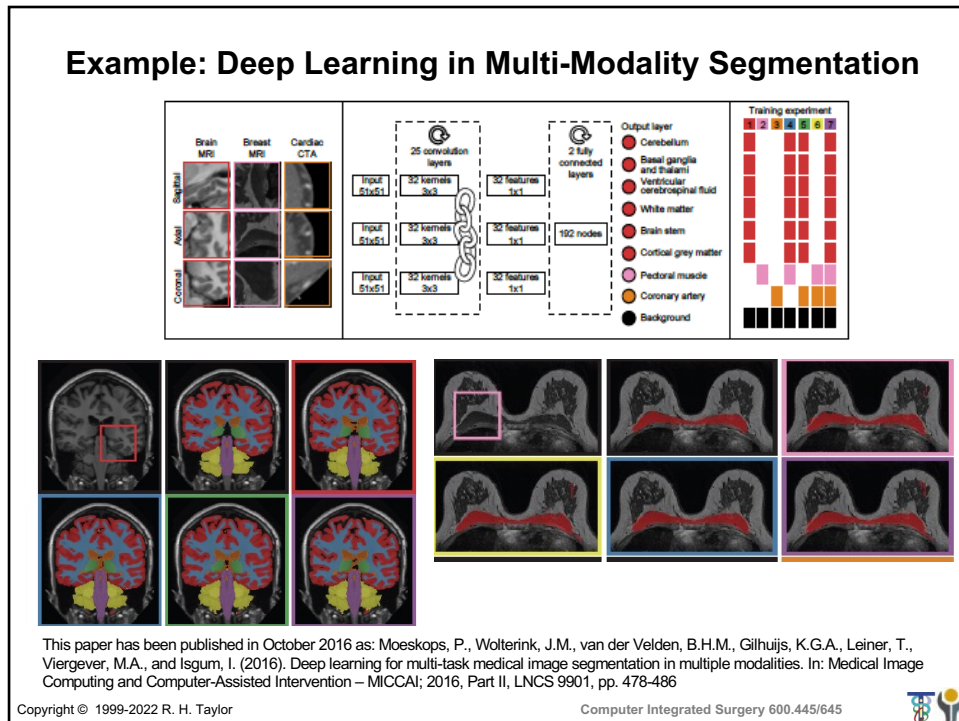 Example: Deep Learning in Multi-Modality Segmentation
Brain
MRI
Breast
MRI
Cardiac
CTA
Sagittal
Axial
Coronal
25 convolution
layers
2 fully
connected
layers
Input
51x51
32 kernels
3x3
32 features
1x1
Input
51x51
32 kernels
3x3
32 features
1x1
192 nodes
Input
51x51
32 kernels
3x3
32 features
1x1
Output layer
Cerebellum
Basal ganglia
and thalami
Ventricular
cerebrospinal fluid
White matter
Brain stem
Cortical grey matter
Pectoral muscle
Coronary artery
Background
Training experiment
1 2 3 4 5 6 7
This paper has been published in October 2016 as: Moeskops, P., Wolterink, J.M., van der Velden, B.H.M., Gilhuijs, K.G.A., Leiner, T.,
Viergever, M.A., and Isgum, I. (2016). Deep learning for multi-task medical image segmentation in multiple modalities. In: Medical Image
Computing and Computer-Assisted Intervention – MICCAI; 2016, Part II, LNCS 9901, pp. 478-486
Copyright © 1999-2022 R. H. Taylor
Computer Integrated Surgery 600.445/645